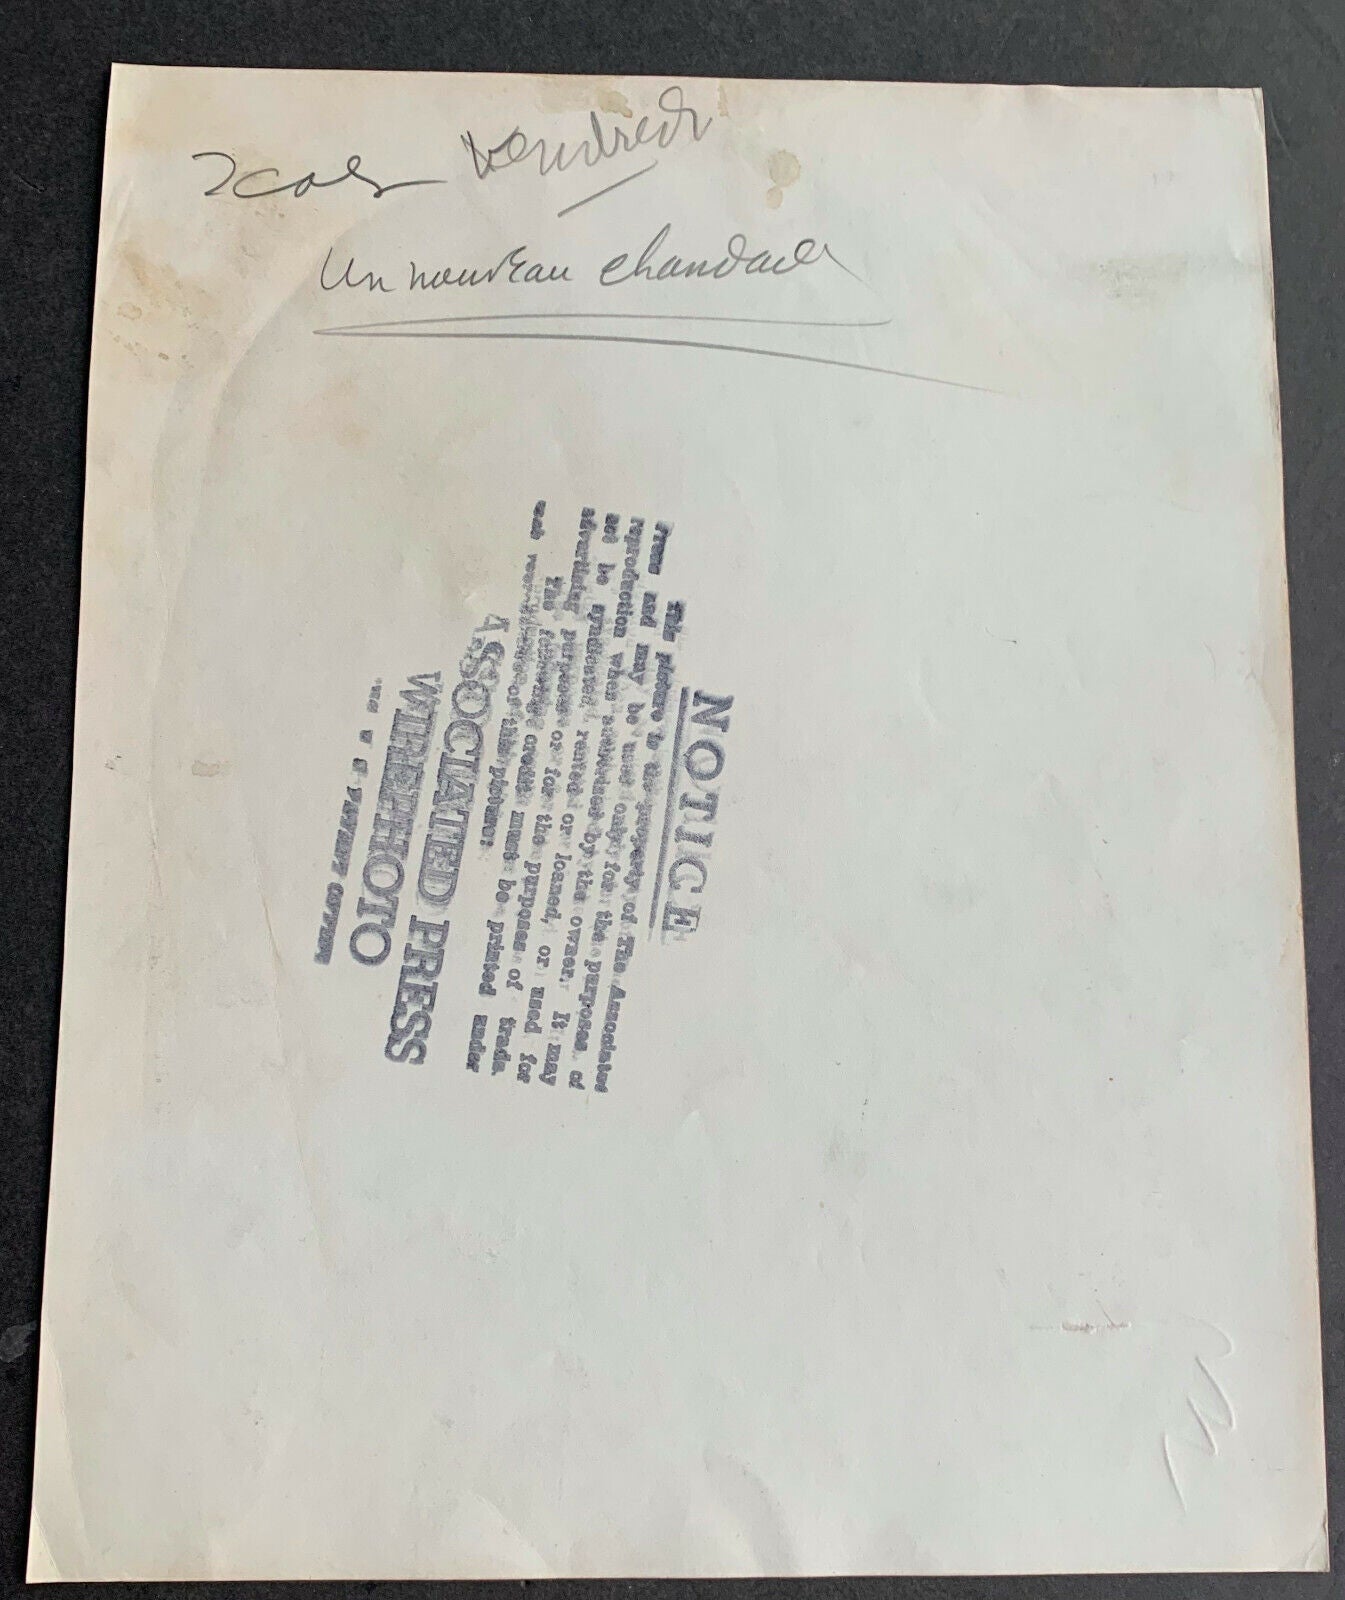 2 cols Vendredi
Un nouveau chandail
NOTICE
This picture is the property of The Associated
Press and may be used only for the purposes of
reproduction when authorized by the owner. It may
not be syndicated, rented or loaned, or used for
advertising purposes or for the purposes of trade.
The following credit must be printed under
each reproduction of this picture:
ASSOCIATED PRESS
WIREPHOTO